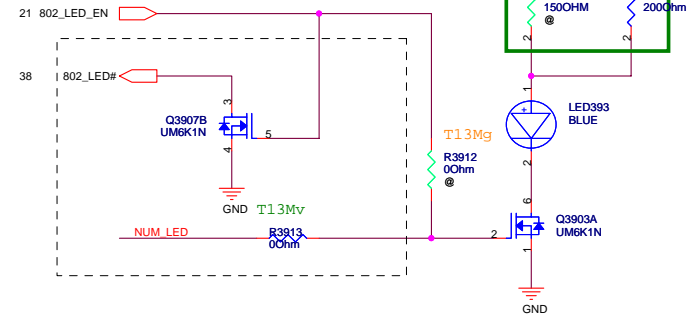 21 802_LED_EN
150OHM
@
200Ohm
2
2
38 802_LED#
1
3
Q3907B
UM6K1N
5
4
+
LED393
BLUE
T13Mg
R3912
0Ohm
@
2
GND
T13Mv
6
Q3903A
UM6K1N
NUM_LED
R3913
0Ohm
2
1
GND